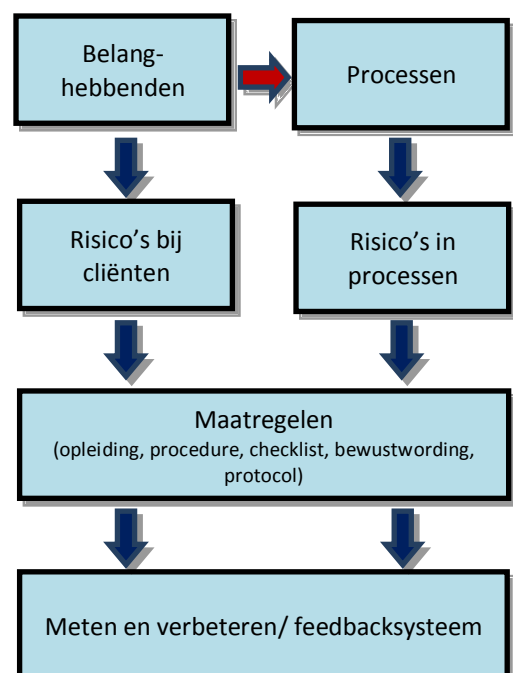 Belang-
hebbenden
Processen
Risico's bij
cliënten
Risico's in
processen
Maatregelen
(opleiding, procedure, checklist, bewustwording,
protocol)
Meten en verbeteren/ feedbacksysteem